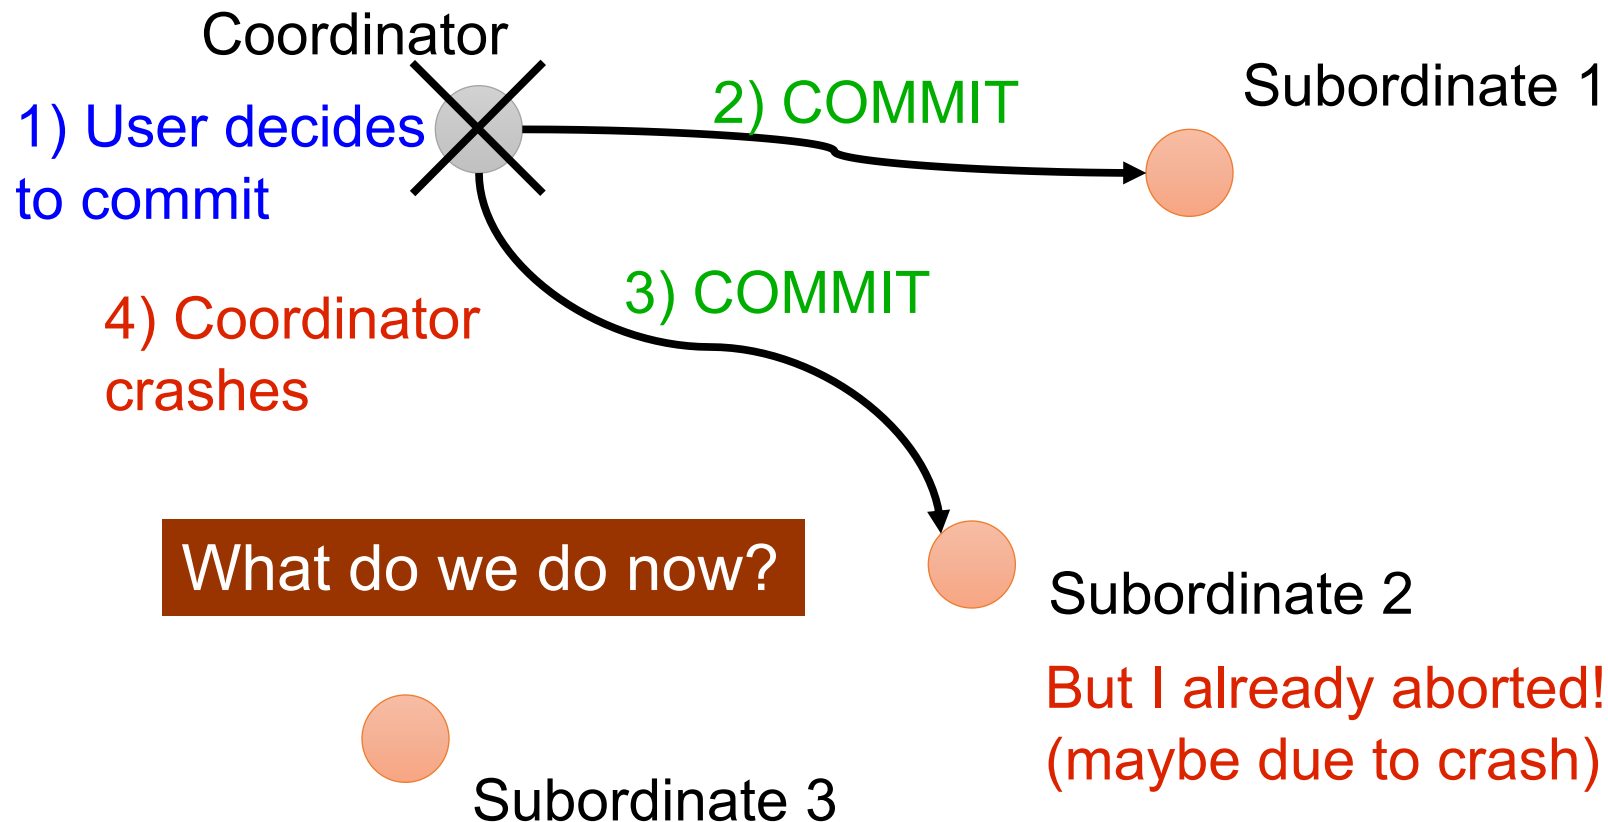 Coordinator
1) User decides
to commit
2) COMMIT
Subordinate 1
3) COMMIT
4) Coordinator
crashes
What do we do now?
Subordinate 2
But I already aborted!
(maybe due to crash)
Subordinate 3